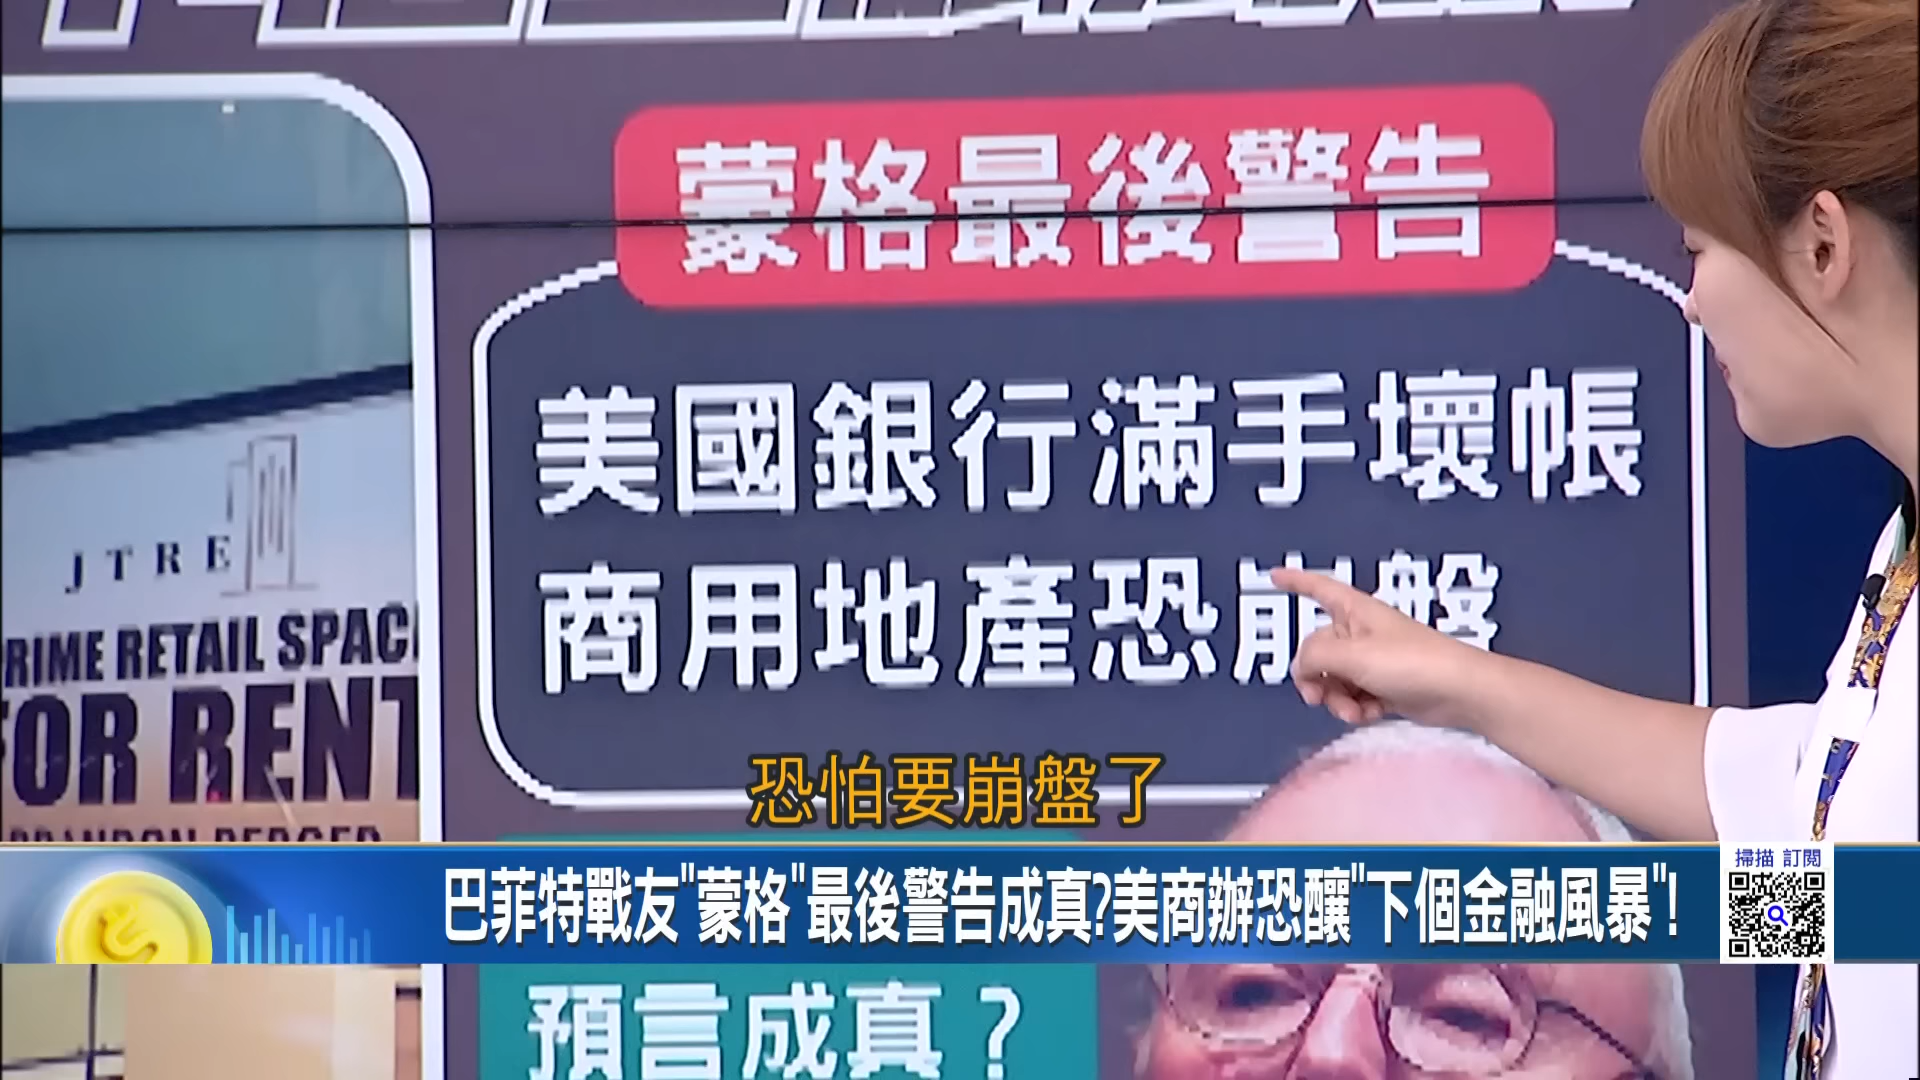 蒙格最後警告
美國銀行滿手壞帳
商用地產恐崩盤
JTRE
RIME RETAIL SPAC
FOR RENT
恐怕要崩盤了
掃描 訂閱
巴菲特戰友"蒙格"最後警告成真?美商辦恐釀"下個金融風暴"!
預言成真？